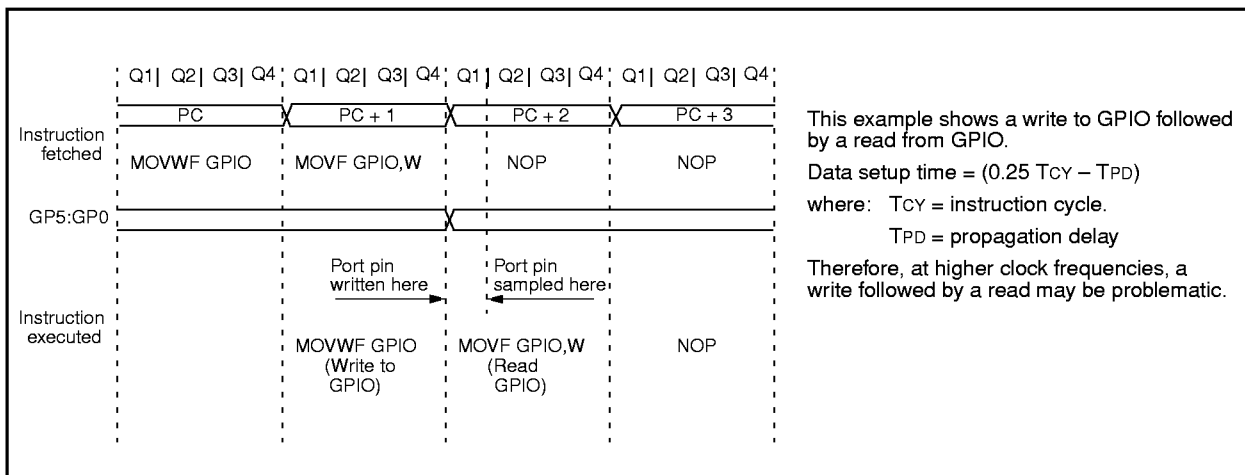 Q1| Q2| Q3| Q4 Q1| Q2| Q3| Q4 Q1| Q2| Q3| Q4 Q1| Q2| Q3| Q4
PC PC + 1 PC + 2 PC + 3
Instruction
fetched
MOVWF GPIO MOVF GPIO,W NOP NOP
GP5:GP0
Port pin
written here
Port pin
sampled here
Instruction
executed
MOVWF GPIO
(Write to
GPIO)
MOVF GPIO,W
(Read
GPIO)
NOP
This example shows a write to GPIO followed
by a read from GPIO.
Data setup time = (0.25 TCY – TPD)
where: TCY = instruction cycle.
TPD = propagation delay
Therefore, at higher clock frequencies, a
write followed by a read may be problematic.